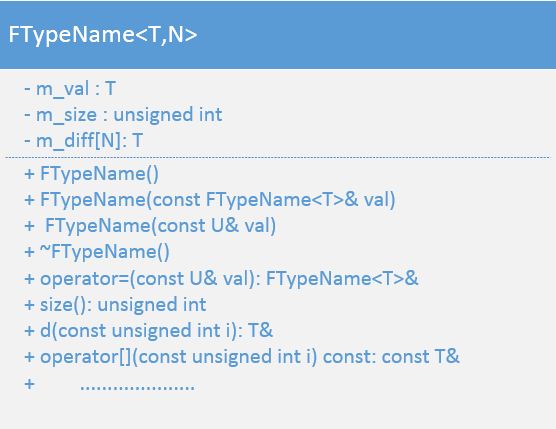 FTypeName<T,N>
- m_val : T
- m_size : unsigned int
- m_diff[N]: T
+ FTypeName()
+ FTypeName(const FTypeName<T>& val)
+ FTypeName(const U& val)
+ ~FTypeName()
+ operator=(const U& val): FTypeName<T>&
+ size(): unsigned int
+ d(const unsigned int i): T&
+ operator[](const unsigned int i) const: const T&
+ .....................